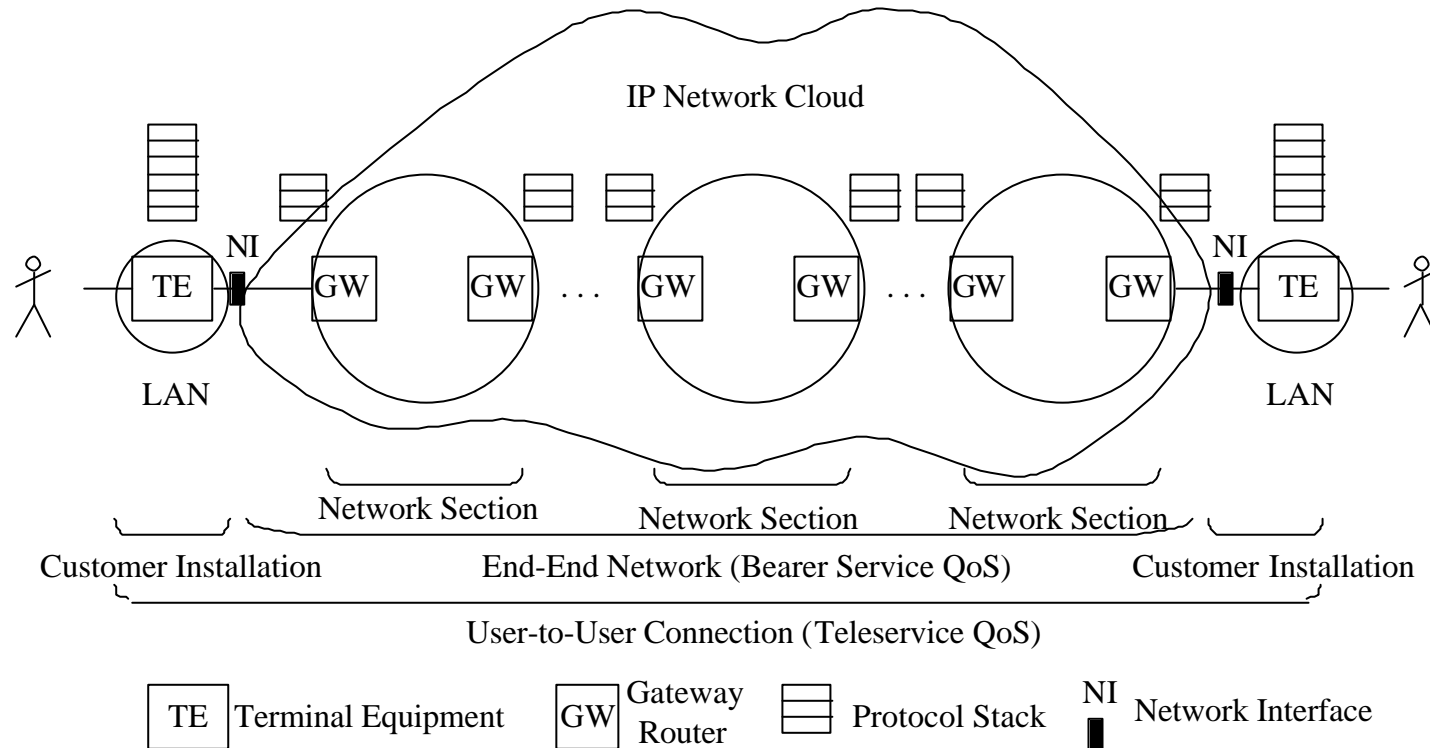 IP Network Cloud
NI NI
TE GW GW . . . GW GW . . . GW GW TE
LAN LAN
Network Section Network Section Network Section
Customer Installation End-End Network (Bearer Service QoS) Customer Installation
User-to-User Connection (Teleservice QoS)
TE Terminal Equipment
GW Gateway
Router
Protocol Stack
NI Network Interface